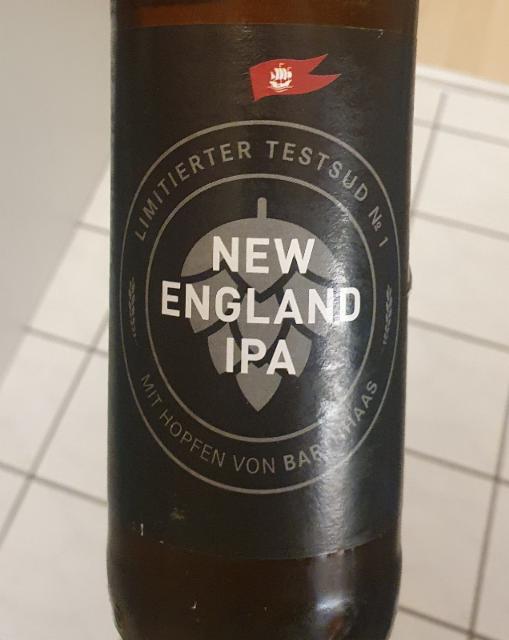 LIMITIERTER TESTSUD № 1
NEW
ENGLAND
IPA
MIT HOPFEN VON BARTHHAAS